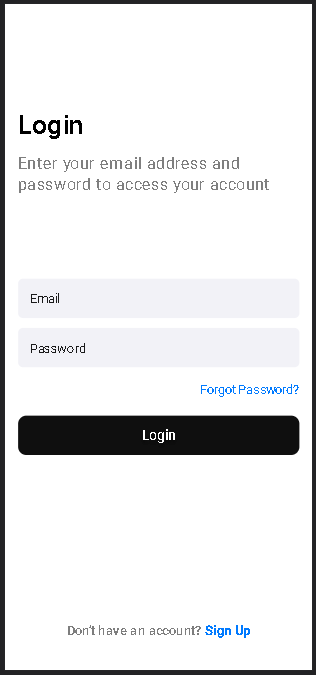 Login
Enter your email address and
password to access your account
Email
Password
Forgot Password?
Login
Don't have an account? Sign Up